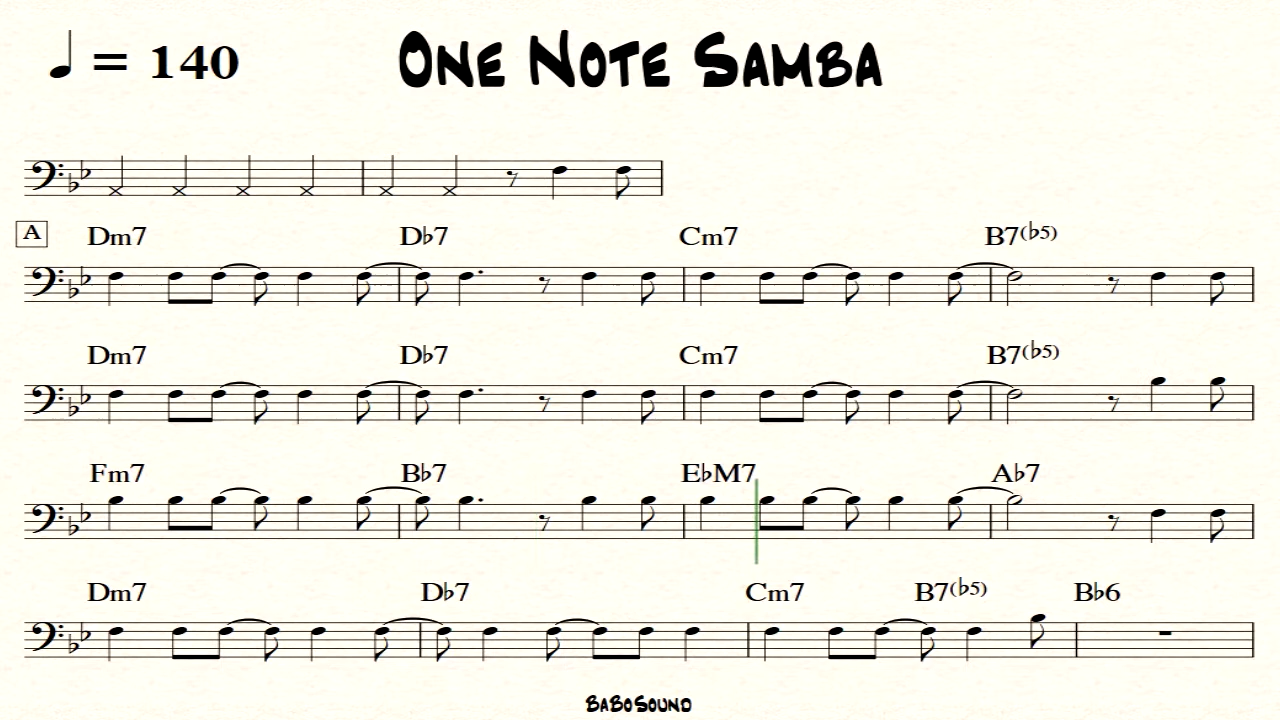 ♩ = 140
One Note Samba
A Dm7 D♭7 Cm7 B7(♭5)
Dm7 D♭7 Cm7 B7(♭5)
Fm7 B♭7 E♭M7 A♭7
Dm7 D♭7 Cm7 B7(♭5) B♭6
BaBoSound